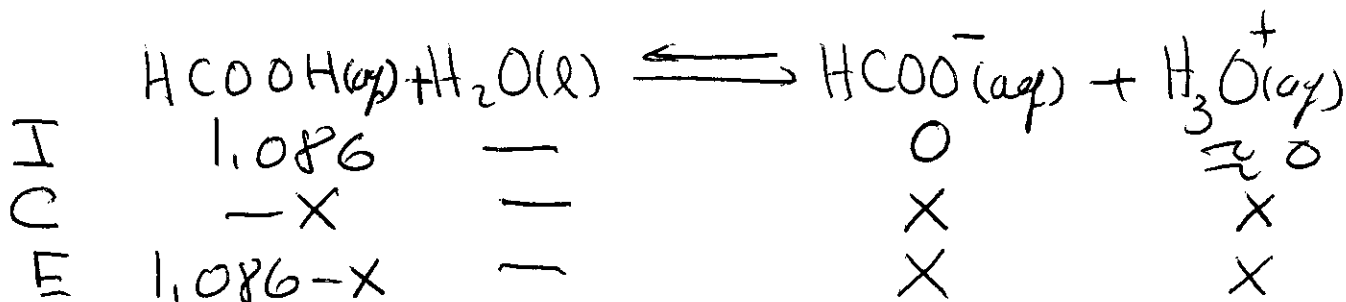 HCOOH(aq) + H₂O(l) ⇌ HCOO⁻(aq) + H₃O⁺(aq)
I 1.086 — 0 ≈ 0
C —X — X X
E 1.086-X — X X